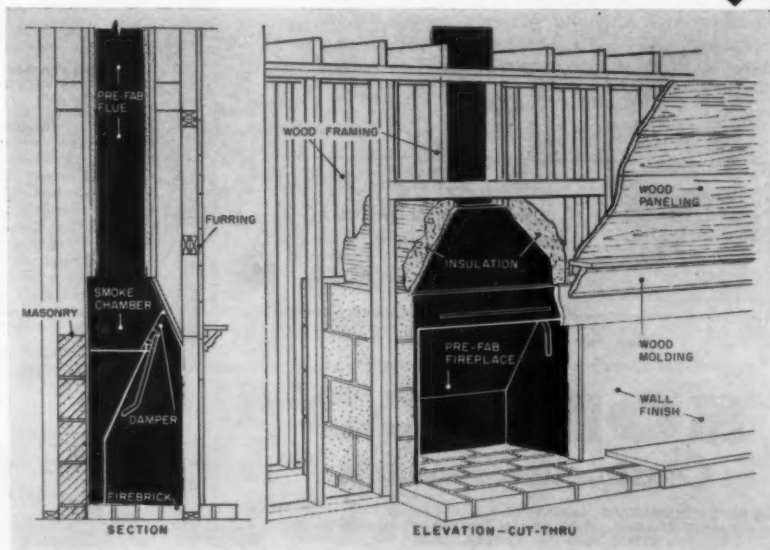 PRE-FAB
FLUE
FURRING
SMOKE
CHAMBER
MASONRY
DAMPER
FIREBRICK
SECTION
WOOD FRAMING
WOOD
PANELING
INSULATION
PRE-FAB
FIREPLACE
WOOD
MOLDING
WALL
FINISH
ELEVATION-CUT-THRU